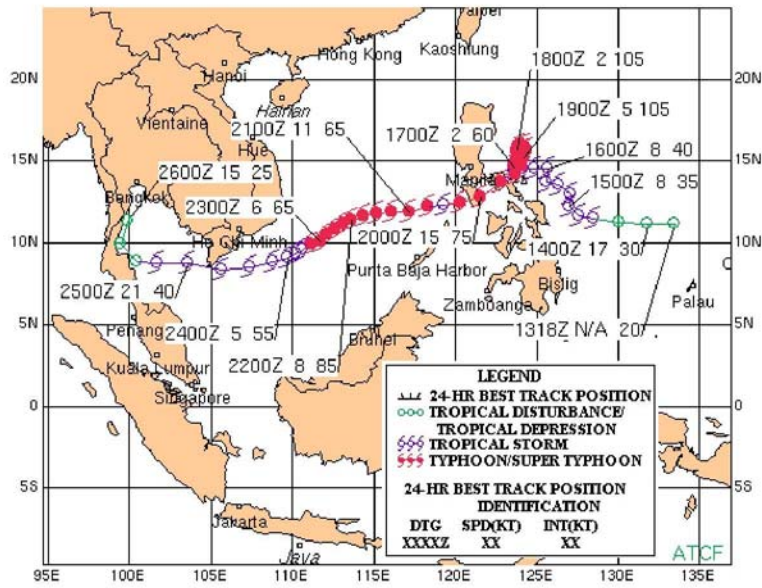 Taipei
Hong Kong
Kaoshiung
20N
20N
Hanoi
Hainan
1800Z 2 105
Vientaine
2100Z 11 65
1900Z 5 105
Hue
1700Z 2 60
1600Z 8 40
15N
15N
2600Z 15 25
Manila
Bangkok
1500Z 8 35
2300Z 6 65
Ho Chi Minh
2000Z 15 75
1400Z 17 30
10N
10N
Punta Baja Harbor
Bislig
2500Z 21 40
Zamboanga
Palau
Penang
2400Z 5 55
Brunei
1318Z N/A 20
5N
5N
Kuala Lumpur
2200Z 8 85
Singapore
LEGEND
24-HR BEST TRACK POSITION
TROPICAL DISTURBANCE/
TROPICAL DEPRESSION
TROPICAL STORM
TYPHOON/SUPER TYPHOON
0
0
24-HR BEST TRACK POSITION
IDENTIFICATION
DTG SPD(KT) INT(KT)
XXXXZ XX XX
5S
5S
Jakarta
Java
ATCF
95E 100E 105E 110E 115E 120E 125E 130E 135E